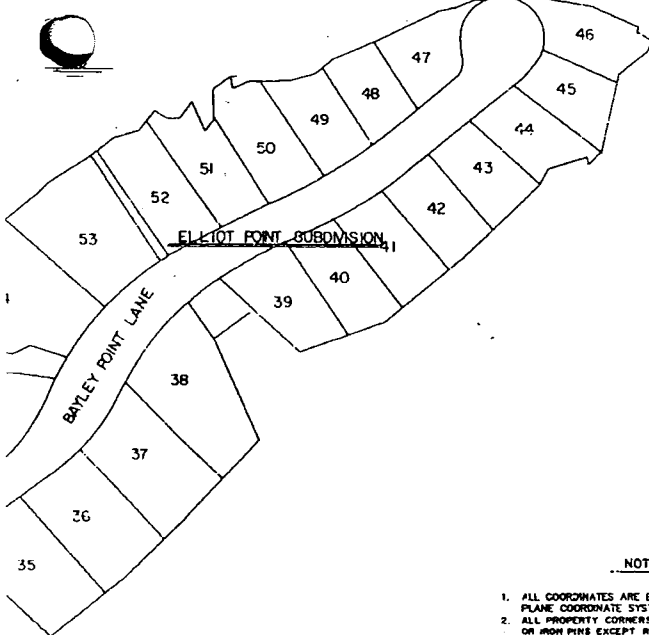 46
47
45
48
49
44
50
51
43
52
42
53
ELLIOT POINT SUBDIVISION
41
40
39
BAYLEY POINT LANE
38
37
36
35
NOT
1. ALL COORDINATES ARE B
PLANE COORDINATE SYST
2. ALL PROPERTY CORNERS
OR IRON PINS EXCEPT